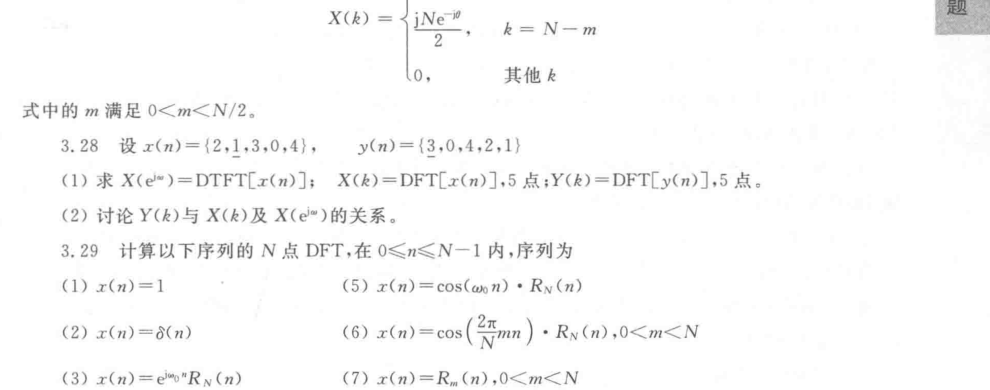 题
X(k) = { jNe^{-jθ}/2, k = N-m
0, 其他 k
式中的 m 满足 0<m<N/2。
3.28 设 x(n)={2,1,3,0,4}, y(n)={3,0,4,2,1}
(1) 求 X(e^{jω})=DTFT[x(n)]; X(k)=DFT[x(n)],5 点;Y(k)=DFT[y(n)],5 点。
(2) 讨论 Y(k)与 X(k)及 X(e^{jω})的关系。
3.29 计算以下序列的 N 点 DFT,在 0≤n≤N-1 内,序列为
(1) x(n)=1 (5) x(n)=cos(ω₀n)·R_N(n)
(2) x(n)=δ(n) (6) x(n)=cos(2π/N mn)·R_N(n),0<m<N
(3) x(n)=e^{jω₀n}R_N(n) (7) x(n)=R_m(n),0<m<N